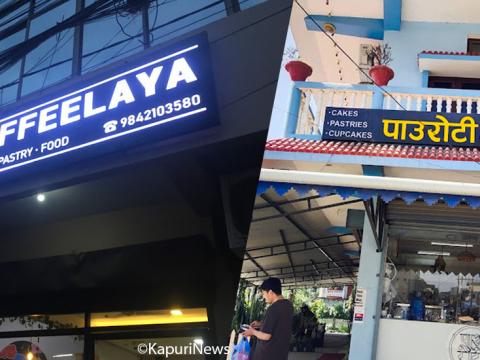 FFEELAYA
PASTRY · FOOD ☎9842103580
·CAKES
·PASTRIES
·CUPCAKES
पाउरोटी
©KapuriNews